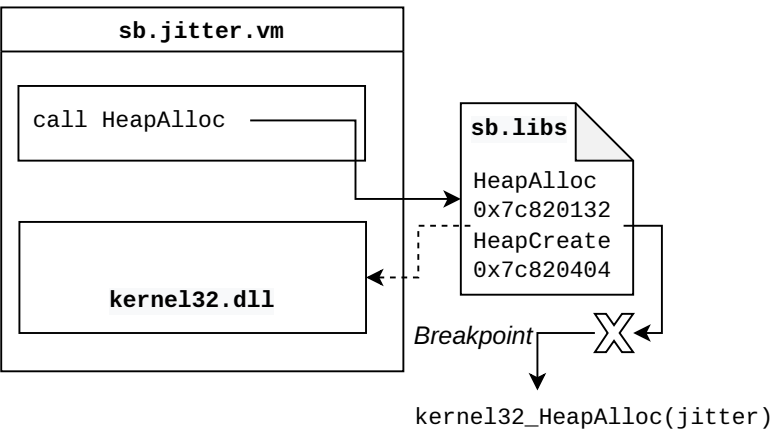 sb.jitter.vm
call HeapAlloc
sb.libs
HeapAlloc
0x7c820132
HeapCreate
0x7c820404
kernel32.dll
Breakpoint
kernel32_HeapAlloc(jitter)